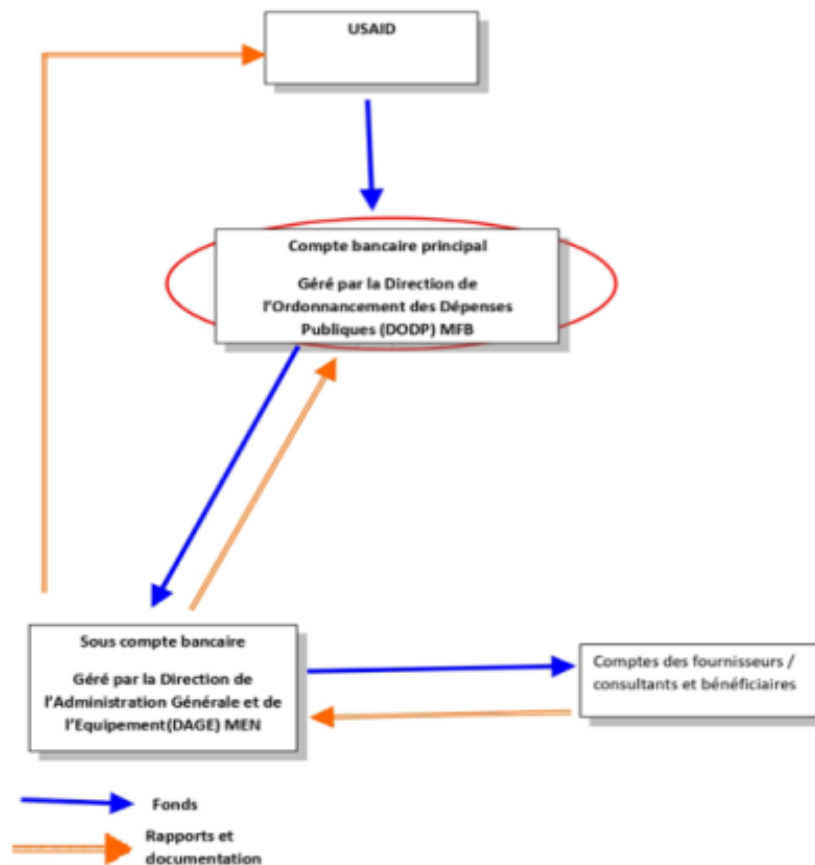 USAID
Compte bancaire principal
Géré par la Direction de
l'Ordonnancement des Dépenses
Publiques (DODP) MFB
Sous compte bancaire
Géré par la Direction de
l'Administration Générale et de
l'Equipement(DAGE) MEN
Comptes des fournisseurs /
consultants et bénéficiaires
Fonds
Rapports et
documentation